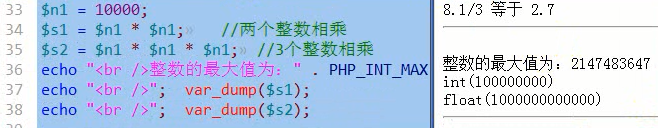 33 $n1 = 10000;
34 $s1 = $n1 * $n1;» //两个整数相乘
35 $s2 = $n1 * $n1 * $n1;» //3个整数相乘
36 echo "<br />整数的最大值为：" . PHP_INT_MAX
37 echo "<br />"; var_dump($s1);
38 echo "<br />"; var_dump($s2);
8.1/3 等于 2.7
整数的最大值为：2147483647
int(100000000)
float(1000000000000)